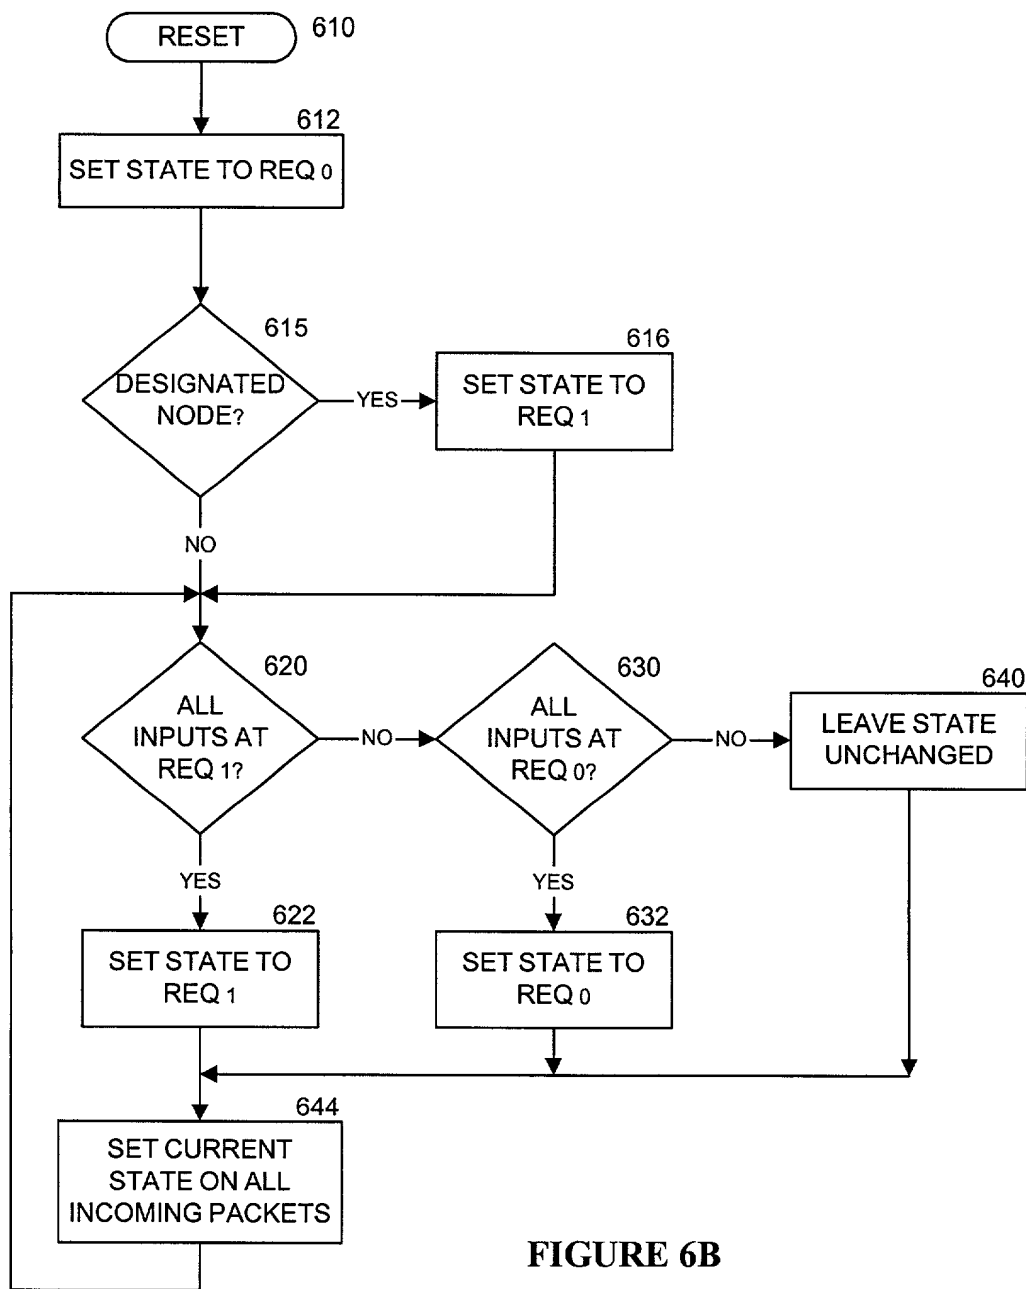 RESET
610
612
SET STATE TO REQ 0
615
DESIGNATED
NODE?
YES
616
SET STATE TO
REQ 1
NO
620
ALL
INPUTS AT
REQ 1?
NO
630
ALL
INPUTS AT
REQ 0?
NO
640
LEAVE STATE
UNCHANGED
YES
YES
622
SET STATE TO
REQ 1
632
SET STATE TO
REQ 0
644
SET CURRENT
STATE ON ALL
INCOMING PACKETS
FIGURE 6B